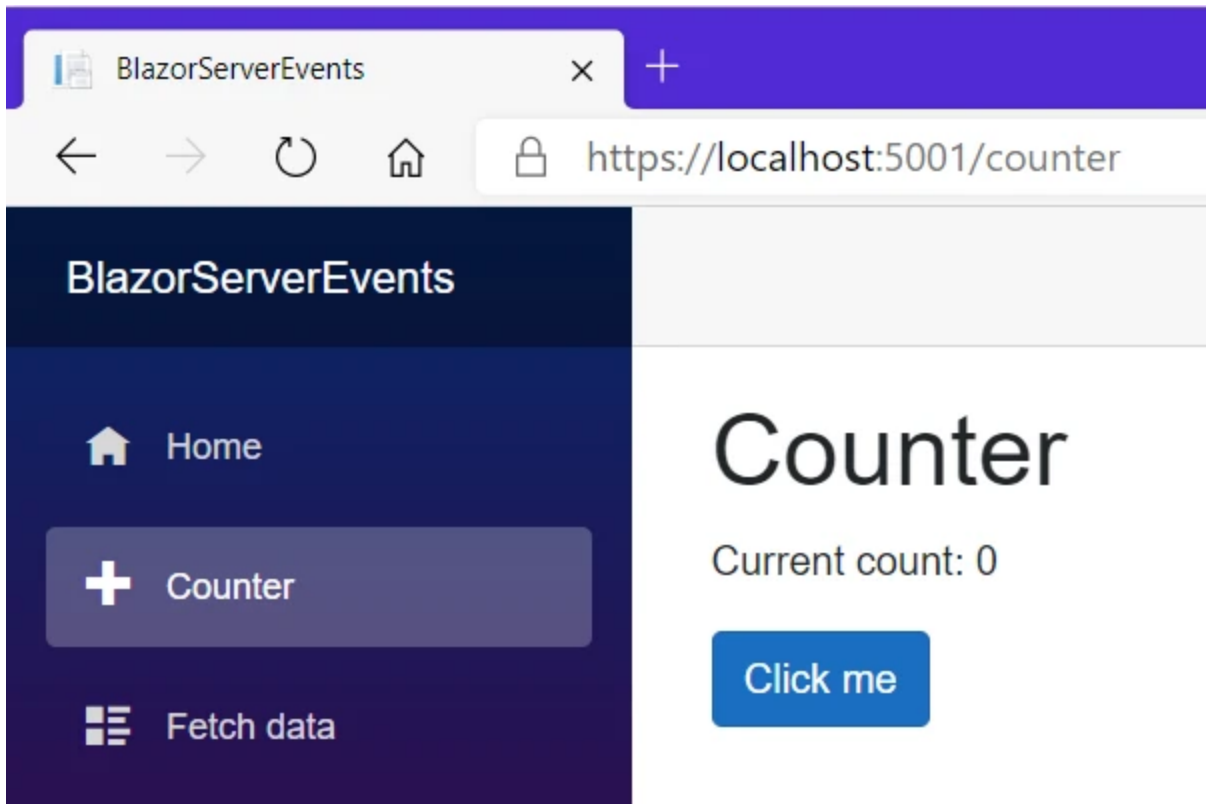 BlazorServerEvents
https://localhost:5001/counter
BlazorServerEvents
Home
Counter
Fetch data
Counter
Current count: 0
Click me